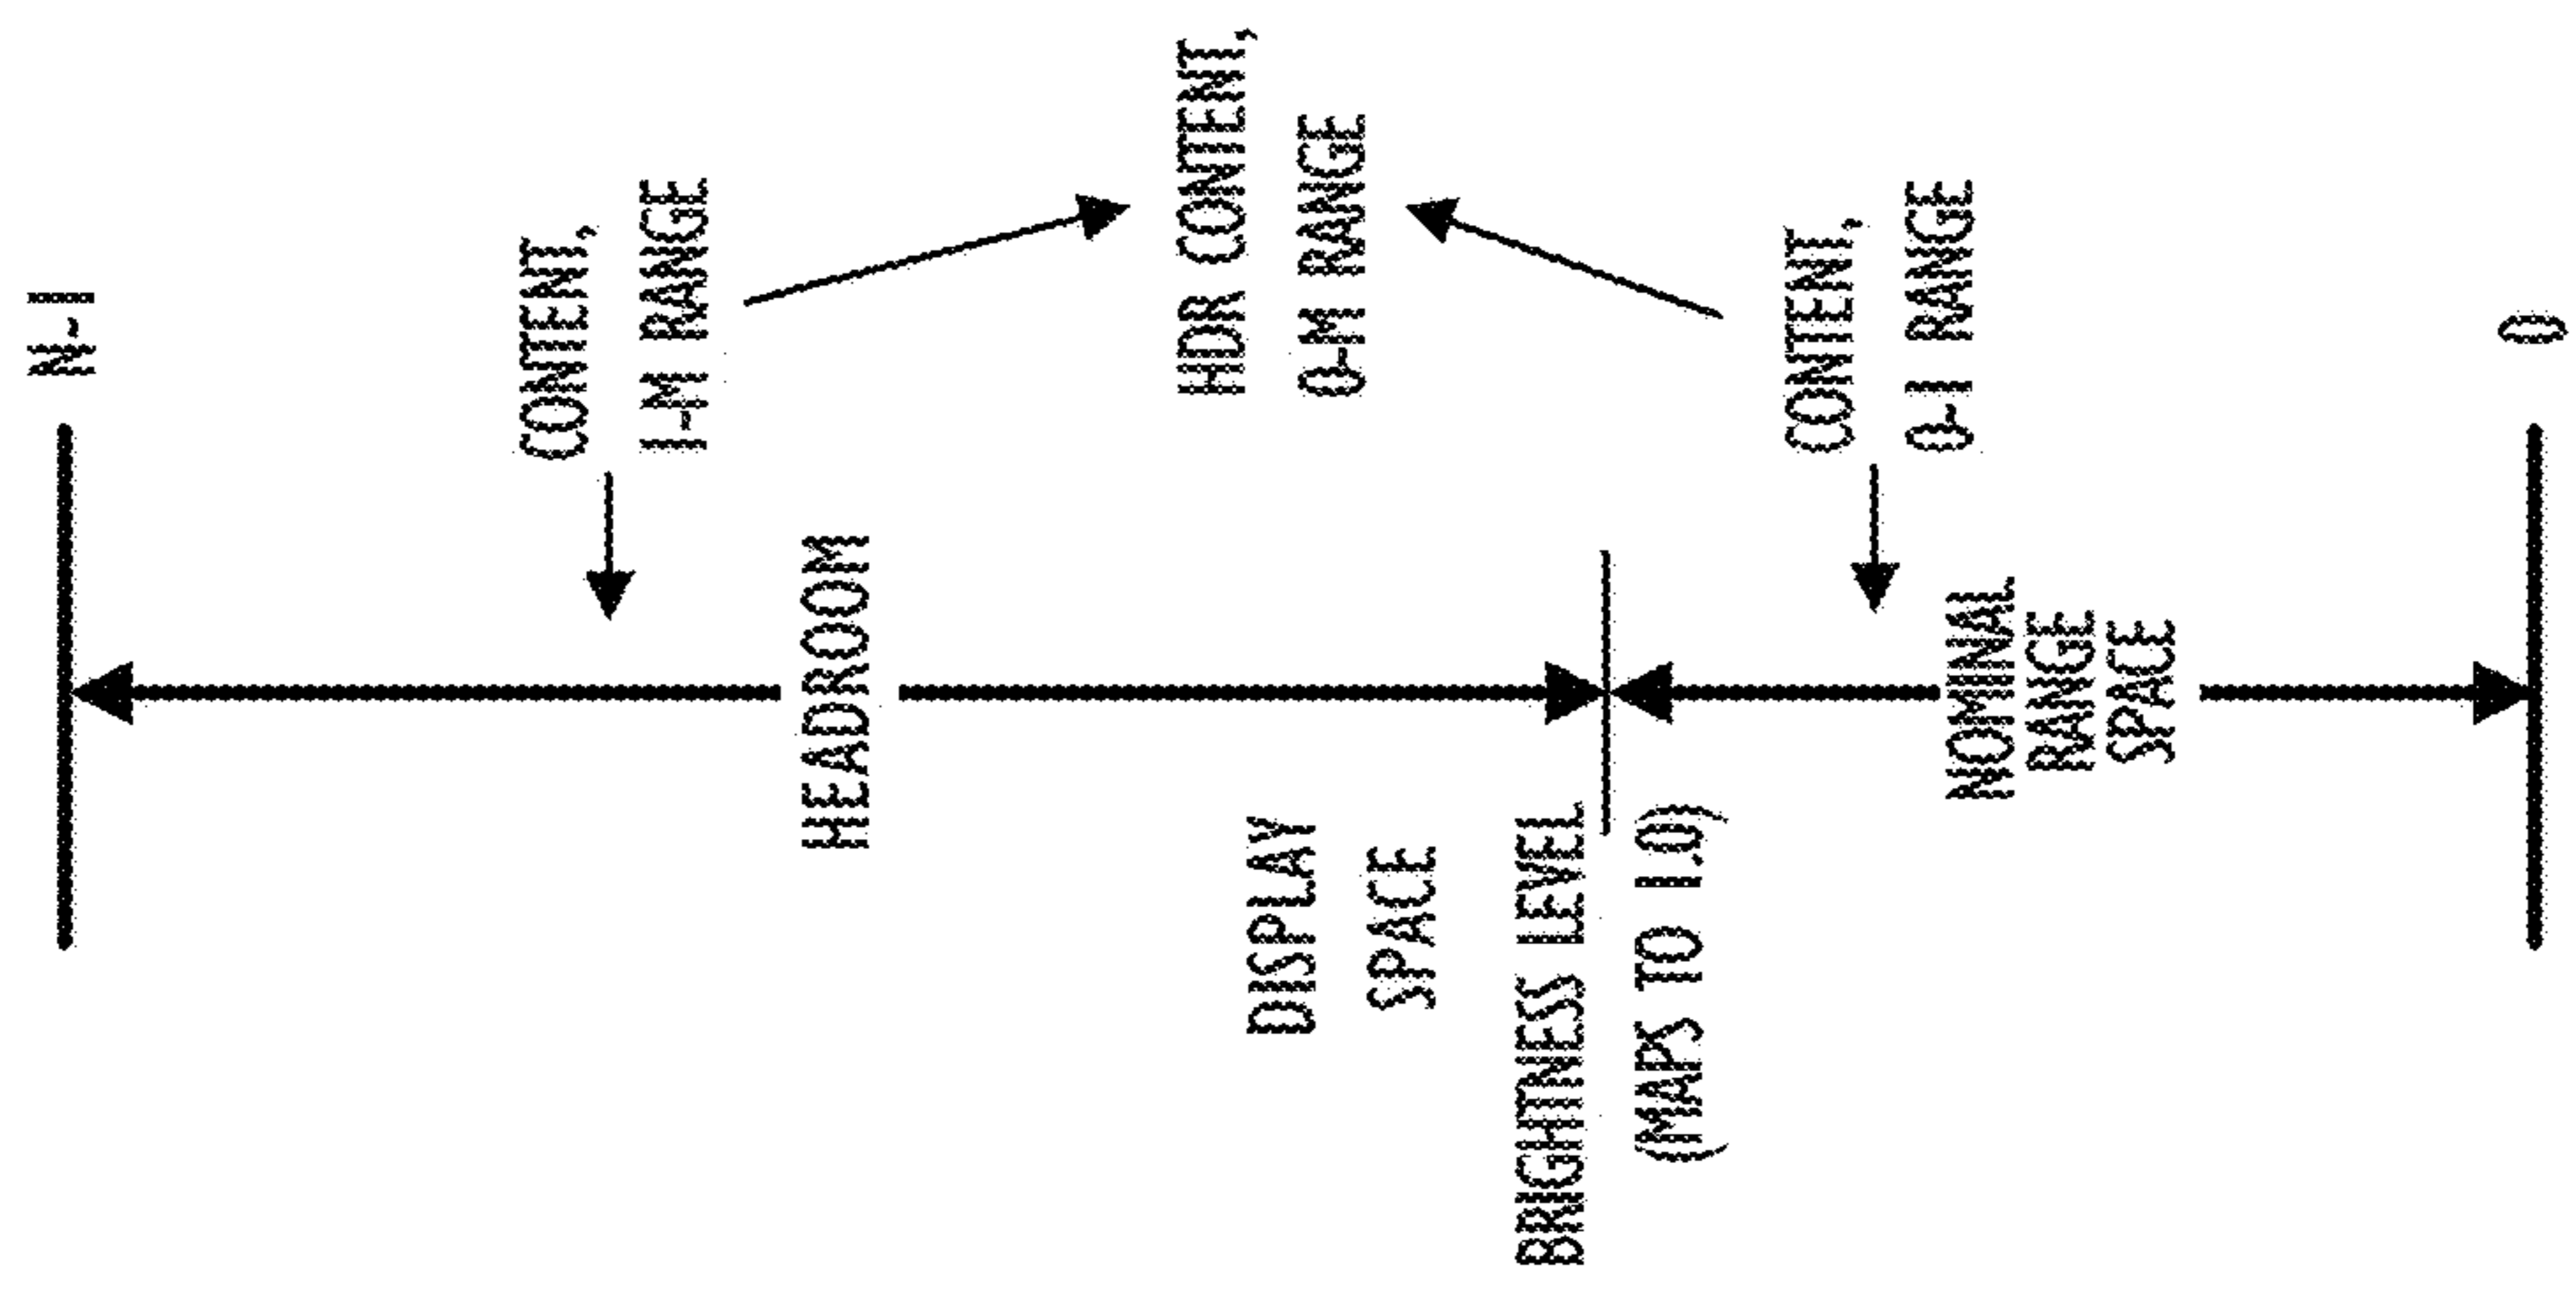 N-1
CONTENT,
1-M RANGE
HEADROOM
HDR CONTENT,
0-M RANGE
DISPLAY
SPACE
BRIGHTNESS LEVEL
(MAPS TO 1.0)
CONTENT,
0-1 RANGE
NOMINAL
RANGE
SPACE
0